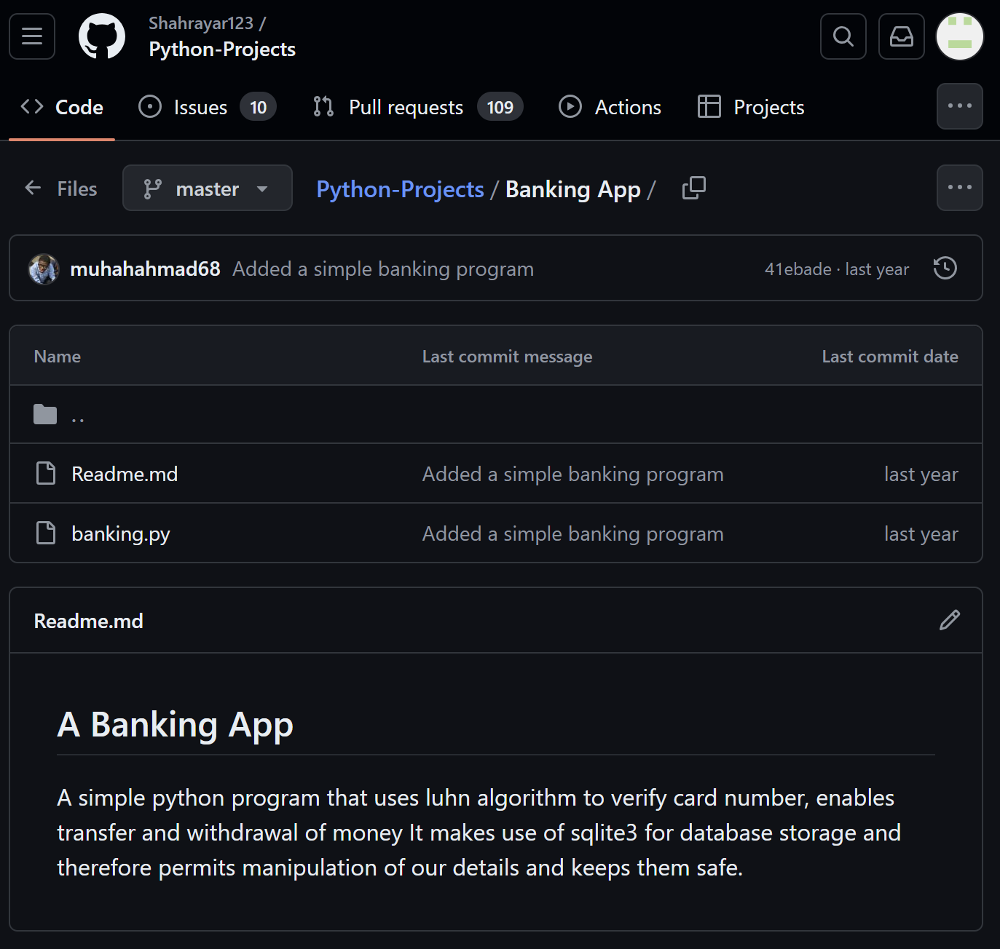 Shahrayar123 /
Python-Projects
Code Issues 10 Pull requests 109 Actions Projects
Files master Python-Projects / Banking App /
muhahahmad68 Added a simple banking program 41ebade · last year
Name Last commit message Last commit date
..
Readme.md Added a simple banking program last year
banking.py Added a simple banking program last year
Readme.md
A Banking App
A simple python program that uses luhn algorithm to verify card number, enables
transfer and withdrawal of money It makes use of sqlite3 for database storage and
therefore permits manipulation of our details and keeps them safe.